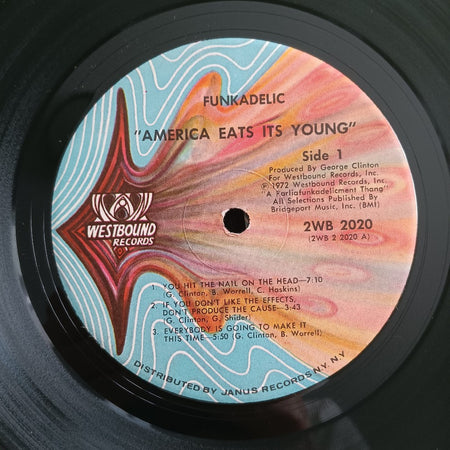 FUNKADELIC
"AMERICA EATS ITS YOUNG"
Side 1
Produced By George Clinton
For Westbound Records, Inc.
Ⓟ 1972 Westbound Records, Inc.
"A Parliafunkadelicment Thang"
All Selections Published By
Bridgeport Music, Inc. (BMI)
2WB 2020
(2WB 2 2020 A)
WESTBOUND
RECORDS
1. YOU HIT THE NAIL ON THE HEAD—7:10
(G. Clinton, B. Worrell, C. Haskins)
2. IF YOU DON'T LIKE THE EFFECTS,
DON'T PRODUCE THE CAUSE—3:43
(G. Clinton, G. Shider)
3. EVERYBODY IS GOING TO MAKE IT
THIS TIME—5:50 (G. Clinton, B. Worrell)
DISTRIBUTED BY JANUS RECORDS N.Y. N.Y.